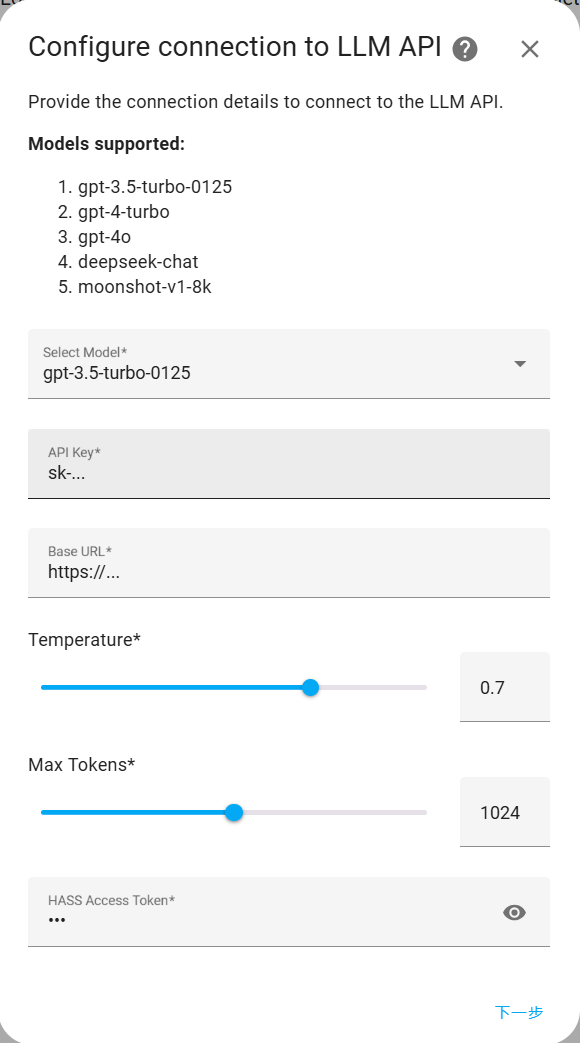 Configure connection to LLM API
Provide the connection details to connect to the LLM API.
Models supported:
1. gpt-3.5-turbo-0125
2. gpt-4-turbo
3. gpt-4o
4. deepseek-chat
5. moonshot-v1-8k
Select Model*
gpt-3.5-turbo-0125
API Key*
sk-...
Base URL*
https://...
Temperature*
0.7
Max Tokens*
1024
HASS Access Token*
•••
下一步